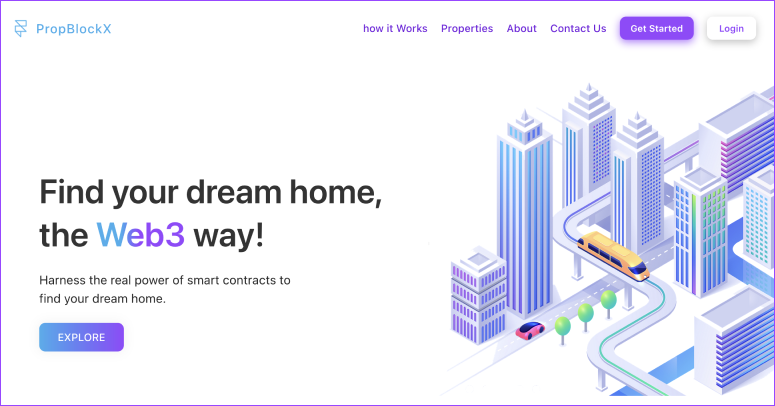 PropBlockX
how it Works
Properties
About
Contact Us
Get Started
Login
Find your dream home,
the Web3 way!
Harness the real power of smart contracts to
find your dream home.
EXPLORE